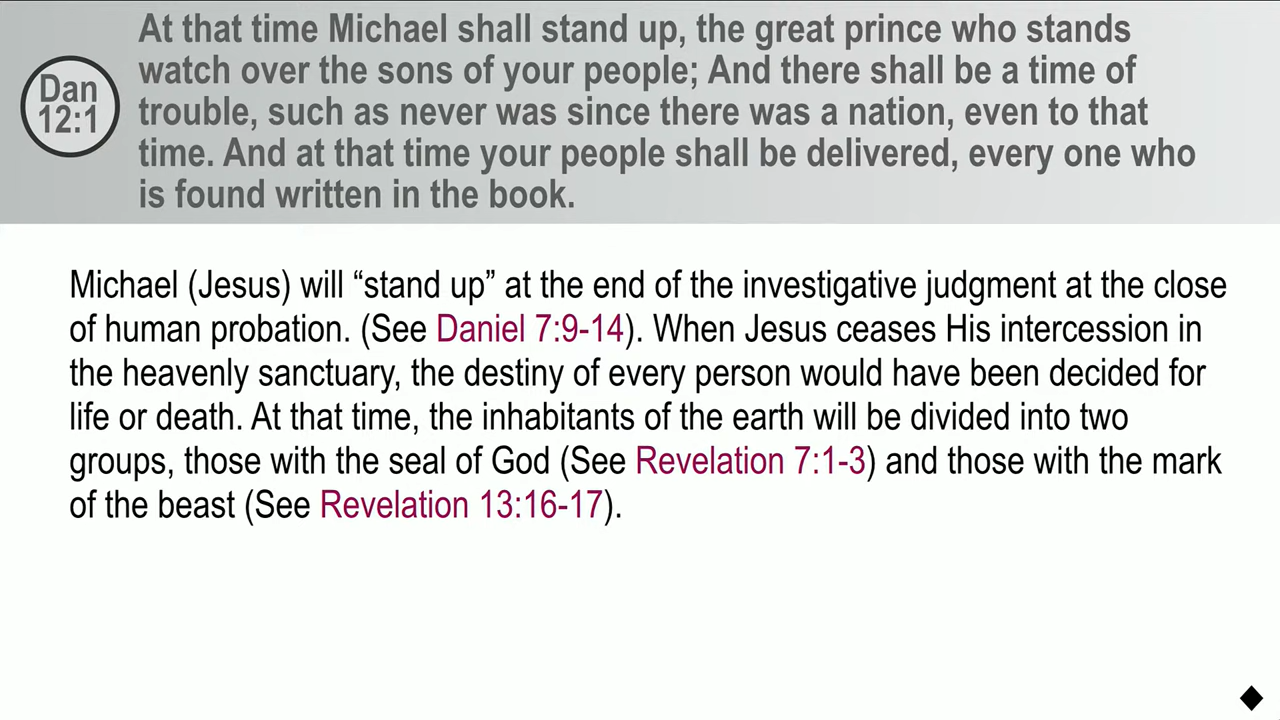 Dan
12:1
At that time Michael shall stand up, the great prince who stands
watch over the sons of your people; And there shall be a time of
trouble, such as never was since there was a nation, even to that
time. And at that time your people shall be delivered, every one who
is found written in the book.
Michael (Jesus) will “stand up” at the end of the investigative judgment at the close
of human probation. (See Daniel 7:9-14). When Jesus ceases His intercession in
the heavenly sanctuary, the destiny of every person would have been decided for
life or death. At that time, the inhabitants of the earth will be divided into two
groups, those with the seal of God (See Revelation 7:1-3) and those with the mark
of the beast (See Revelation 13:16-17).